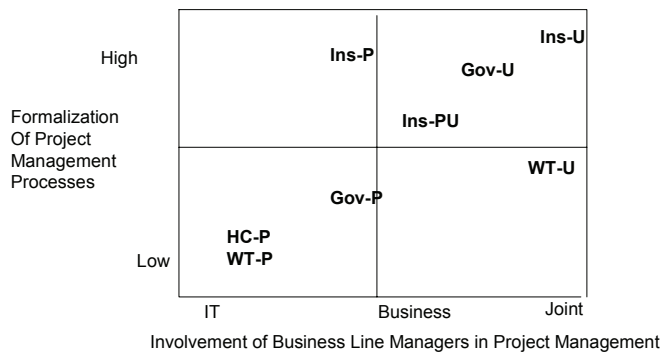 Ins-U
High
Ins-P
Gov-U
Formalization
Of Project
Management
Processes
Ins-PU
WT-U
Gov-P
HC-P
WT-P
Low
IT
Business
Joint
Involvement of Business Line Managers in Project Management